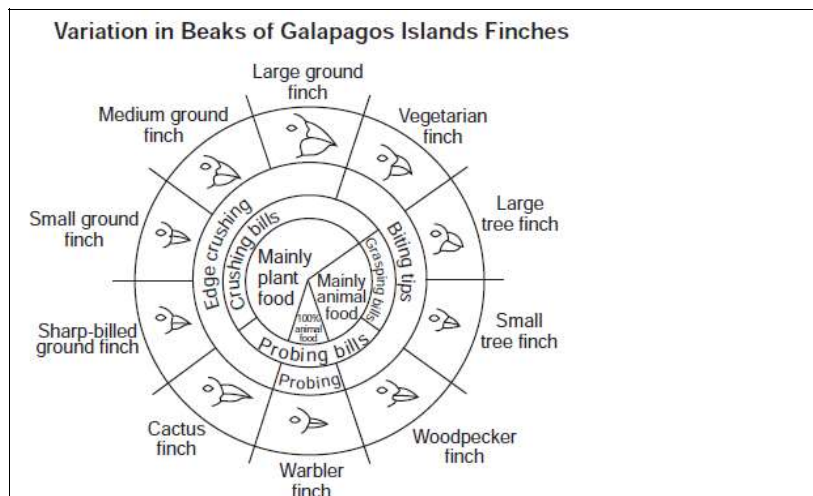 Variation in Beaks of Galapagos Islands Finches
Large ground
finch
Medium ground
finch
Vegetarian
finch
Small ground
finch
Large
tree finch
Edge crushing
Crushing bills
Mainly
plant
food
Mainly
animal
food
100%
animal
food
Grasping bills
Biting tips
Probing bills
Probing
Sharp-billed
ground finch
Small
tree finch
Cactus
finch
Woodpecker
finch
Warbler
finch